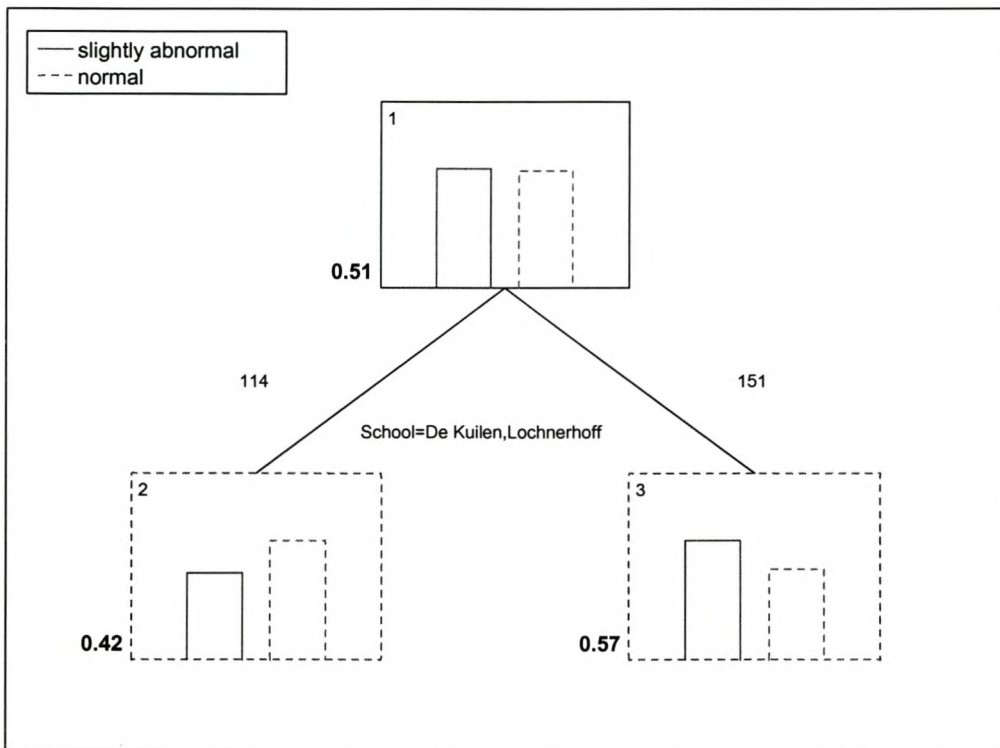 slightly abnormal
normal
1
0.51
114
151
School=De Kuilen,Lochnerhoff
2
3
0.42
0.57